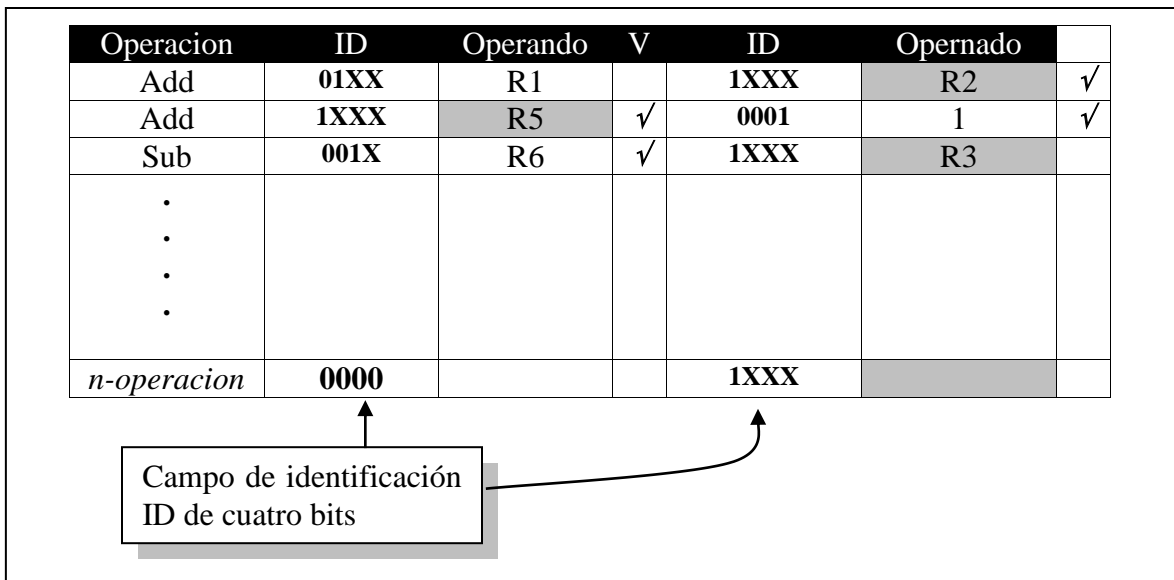 Operacion ID Operando V ID Opernado
Add 01XX R1 1XXX R2 √
Add 1XXX R5 √ 0001 1 √
Sub 001X R6 √ 1XXX R3
.
.
.
.
n-operacion 0000 1XXX
Campo de identificación
ID de cuatro bits